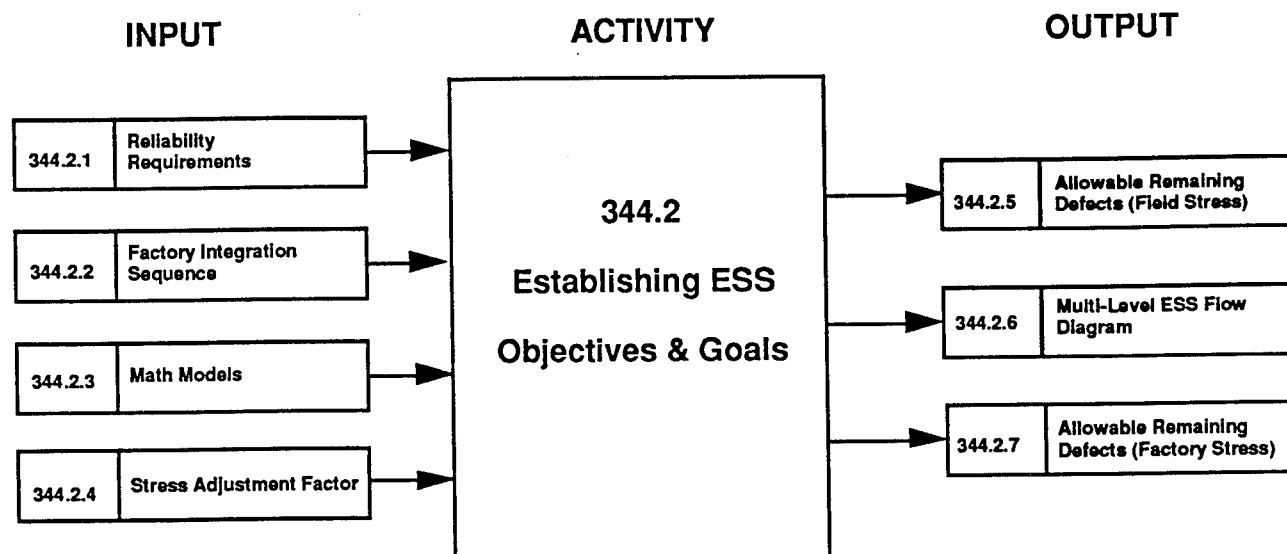 INPUT
ACTIVITY
OUTPUT
344.2.1
Reliability
Requirements
344.2.2
Factory Integration
Sequence
344.2.3
Math Models
344.2.4
Stress Adjustment Factor
344.2
Establishing ESS
Objectives & Goals
344.2.5
Allowable Remaining
Defects (Field Stress)
344.2.6
Multi-Level ESS Flow
Diagram
344.2.7
Allowable Remaining
Defects (Factory Stress)